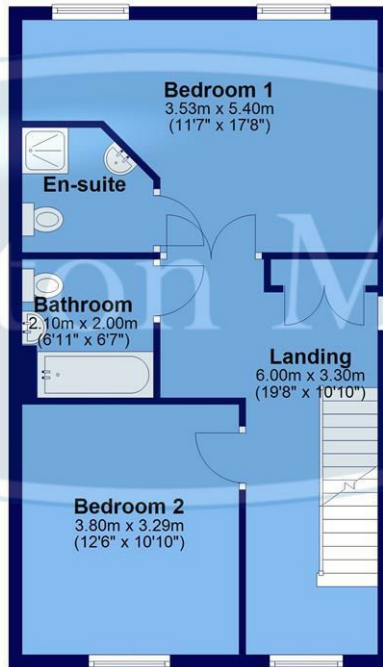 Bedroom 1
3.53m x 5.40m
(11'7" x 17'8")
En-suite
Bathroom
2.10m x 2.00m
(6'11" x 6'7")
Landing
6.00m x 3.30m
(19'8" x 10'10")
Bedroom 2
3.80m x 3.29m
(12'6" x 10'10")